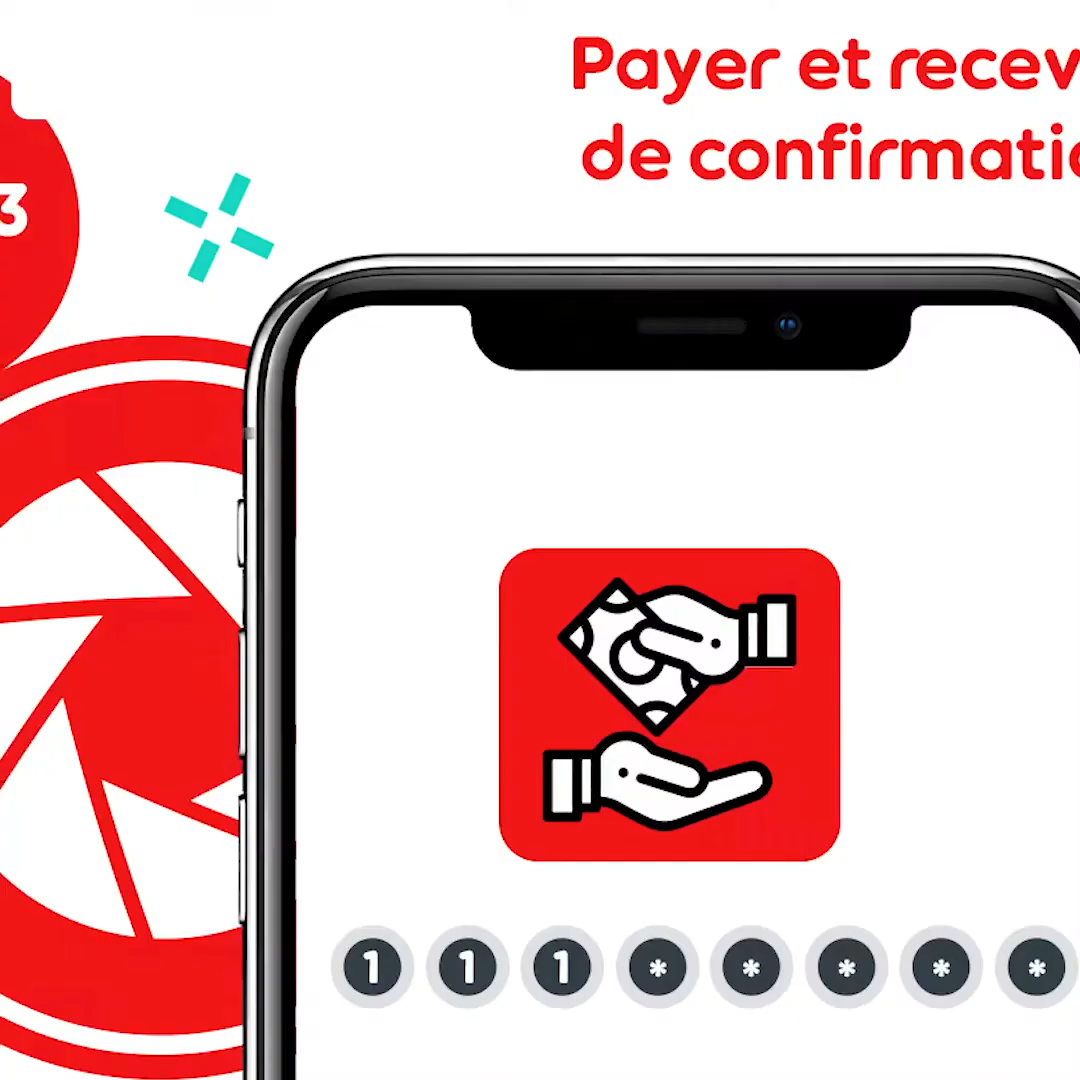 Payer et recev
de confirmatio
3
1 1 1 * * * * *